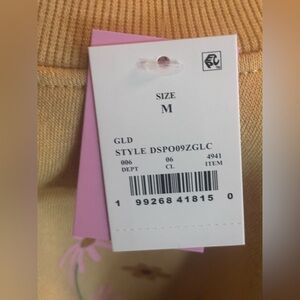 SIZE
M
GLD
STYLE DSPO09ZGLC
006 06 4941
DEPT CL ITEM
1 99268 41815 0